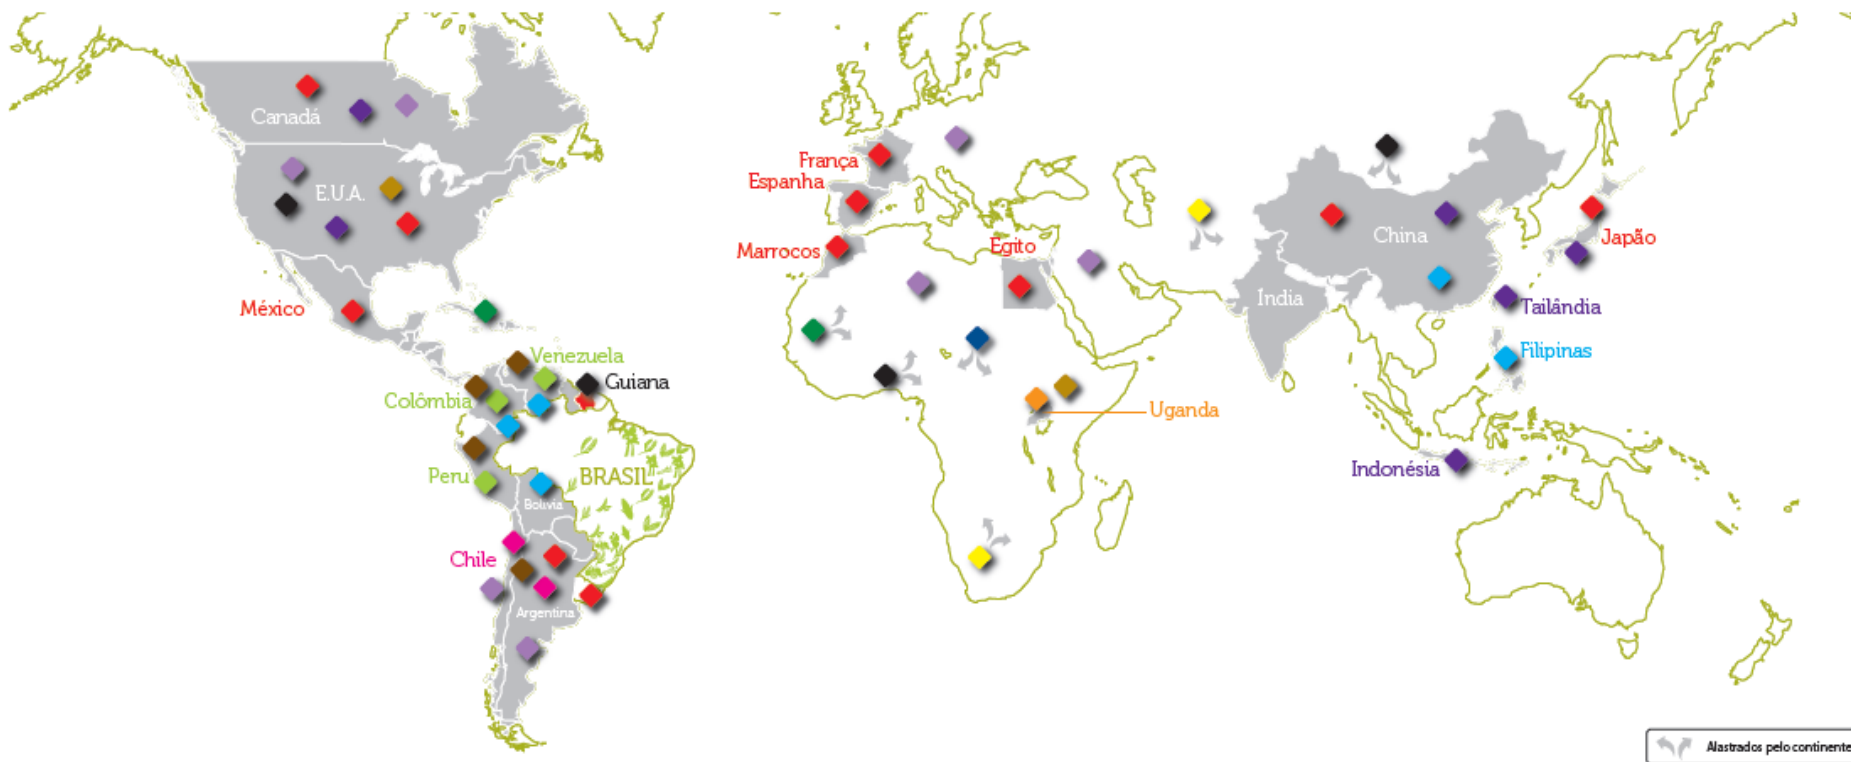 Canadá
E.U.A.
México
Venezuela
Guiana
Colômbia
Peru
BRASIL
Bolívia
Chile
Argentina
França
Espanha
Marrocos
Egito
Uganda
China
Índia
Japão
Tailândia
Filipinas
Indonésia
Alastrados pelo continente